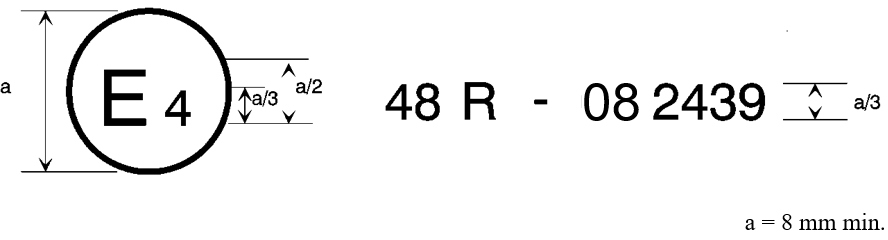 a
E 4
a/3
a/2
48 R - 08 2439
a/3
a = 8 mm min.